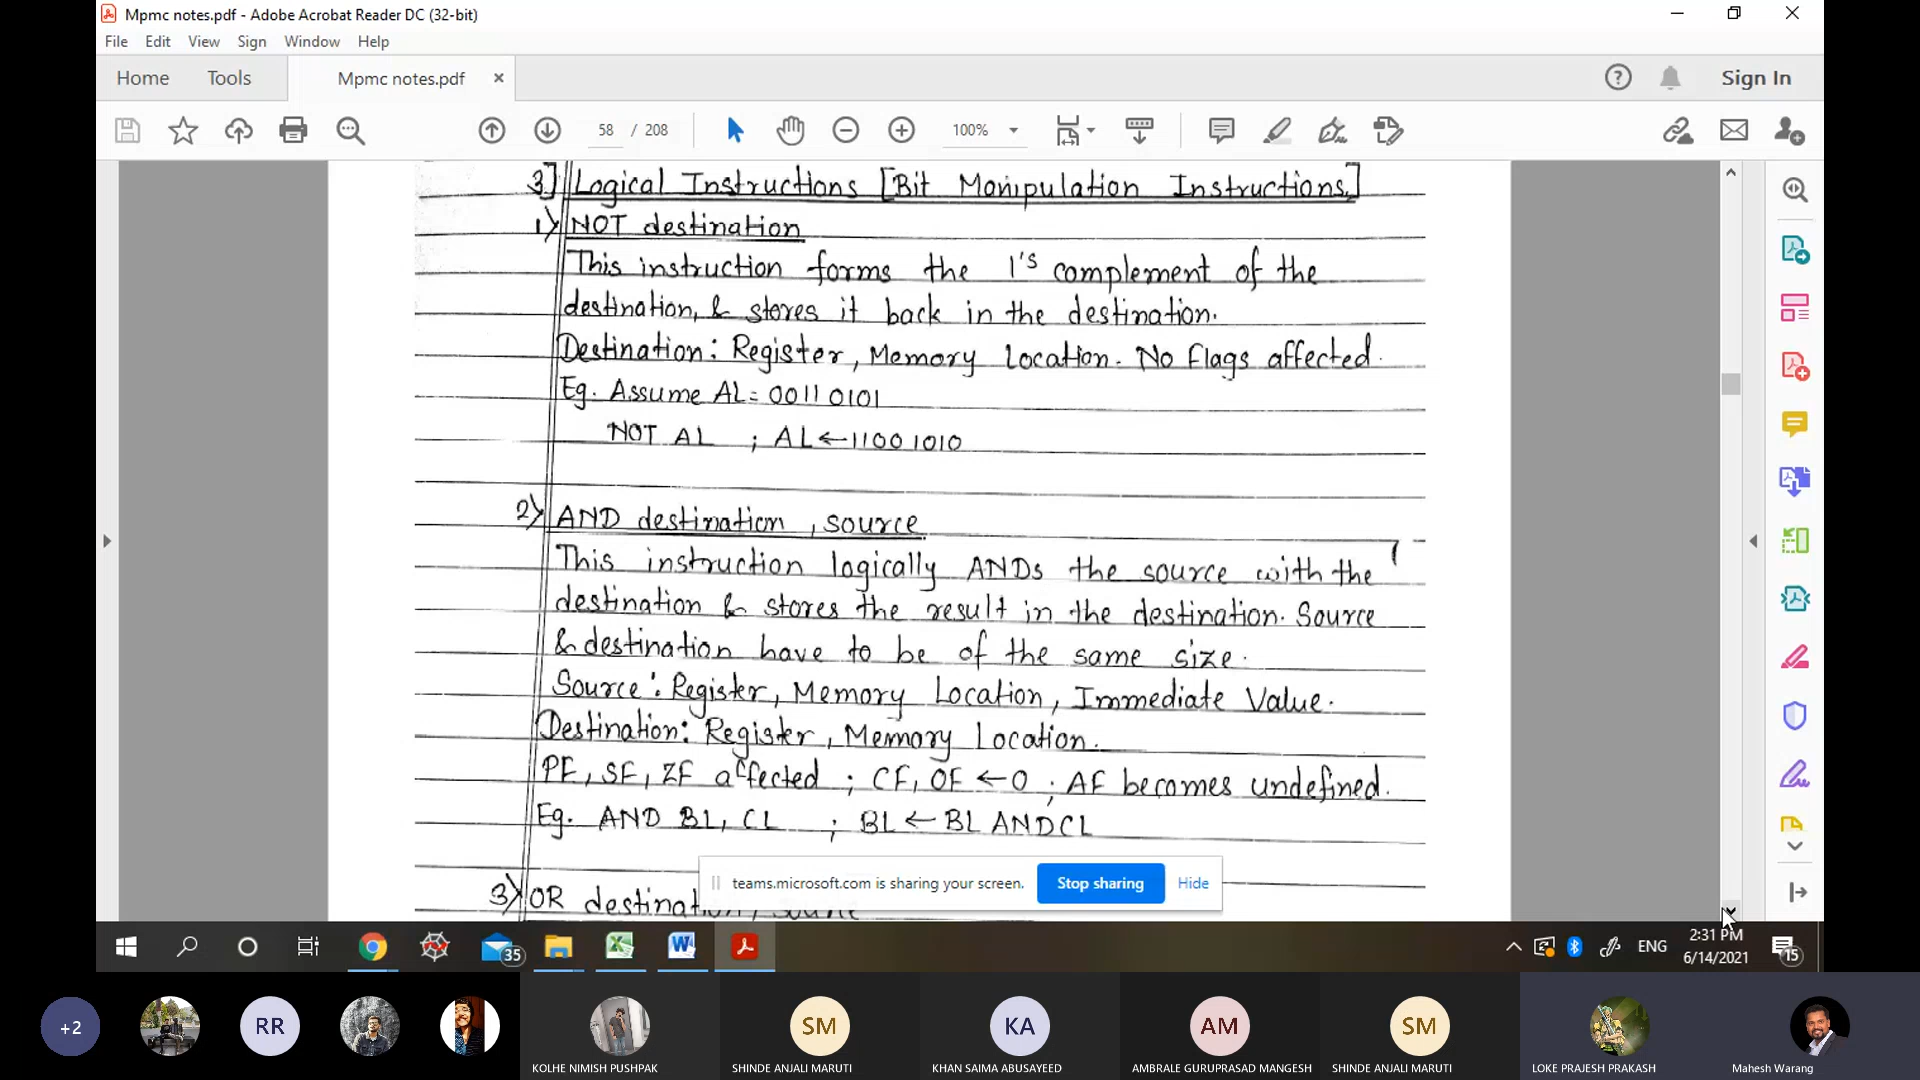 Mpmc notes.pdf - Adobe Acrobat Reader DC (32-bit)
File Edit View Sign Window Help
Home Tools Mpmc notes.pdf Sign In
58 / 208 100%
3] Logical Instructions [Bit Manipulation Instructions]
1) NOT destination
This instruction forms the 1's complement of the
destination, & stores it back in the destination.
Destination: Register, Memory Location. No Flags affected.
Eg. Assume AL = 0011 0101
NOT AL ; AL ← 1100 1010
2) AND destination, source
This instruction logically ANDs the source with the
destination & stores the result in the destination. Source
& destination have to be of the same size.
Source: Register, Memory Location, Immediate Value.
Destination: Register, Memory Location.
PF, SF, ZF affected ; CF, OF ← 0 ; AF becomes undefined.
Eg. AND BL, CL ; BL ← BL AND CL
3) OR destination, source
teams.microsoft.com is sharing your screen. Stop sharing Hide
35
ENG
2:31 PM
6/14/2021
15
+2 RR SM KA AM SM
KOLHE NIMISH PUSHPAK SHINDE ANJALI MARUTI KHAN SAIMA ABUSAYEED AMBRALE GURUPRASAD MANGESH SHINDE ANJALI MARUTI LOKE PRAJESH PRAKASH Mahesh Warang